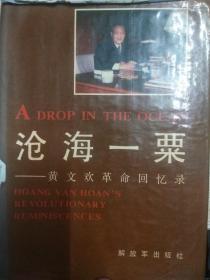 A DROP IN THE OCEAN
沧海一粟
——黄文欢革命回忆录
HOANG VAN HOAN'S
REVOLUTIONARY
REMINISCENCES
解放军出版社